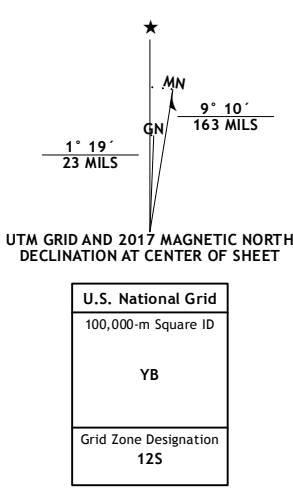 ★
MN
GN
9° 10´
163 MILS
1° 19´
23 MILS
UTM GRID AND 2017 MAGNETIC NORTH
DECLINATION AT CENTER OF SHEET
U.S. National Grid
100,000-m Square ID
YB
Grid Zone Designation
12S